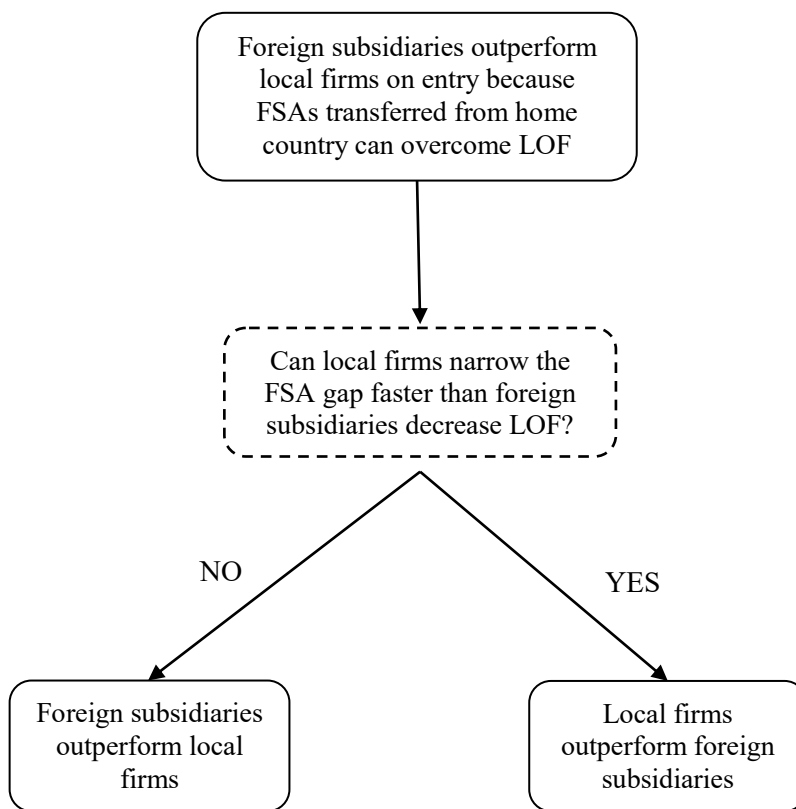 Foreign subsidiaries outperform
local firms on entry because
FSAs transferred from home
country can overcome LOF
Can local firms narrow the
FSA gap faster than foreign
subsidiaries decrease LOF?
NO
YES
Foreign subsidiaries
outperform local
firms
Local firms
outperform foreign
subsidiaries